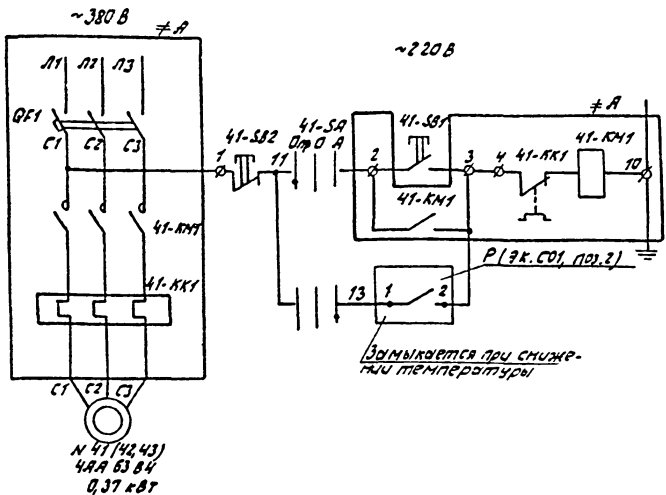 ~380 В
≠ А
Л1 Л2 Л3
QF1
С1 С2 С3
~220 В
≠ А
1
41-SB2
11
41-SA
Отр О А
2
41-SB1
3
4
41-КК1
41-КМ1
10
41-КМ1
41-КМ1
41-КК1
13
1
2
Р (Эк. СО1, поз. 2)
Замыкается при сниже-
нии температуры
С1 С2 С3
N 41 (42,43)
4АА 63 В4
0,37 кВт